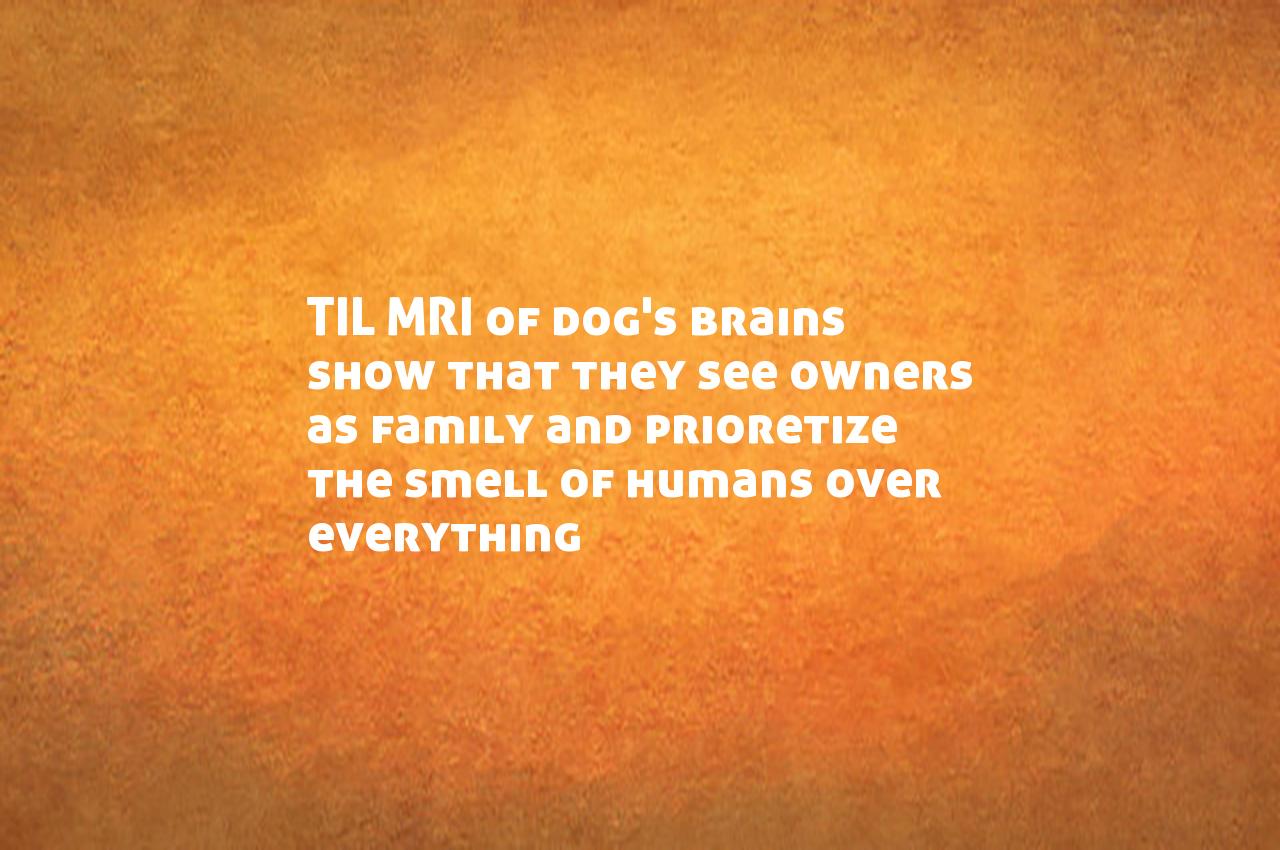 TIL MRI of dog's brains
show that they see owners
as family and prioretize
the smell of humans over
everything